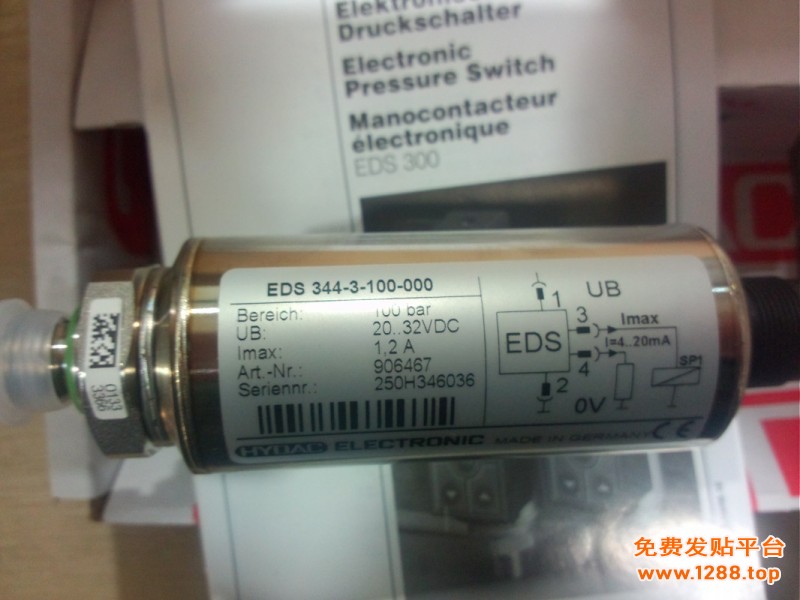 Druckschalter
Electronic
Pressure Switch
Manocontacteur
électronique
EDS 300
EDS 344-3-100-000
Bereich: 100 bar
UB: 20..32VDC
Imax: 1,2 A
Art.-Nr.: 906467
Seriennr.: 250H346036
1 UB
3 Imax
EDS
I=4..20mA
4
SP1
2
0V
HYDAC ELECTRONIC MADE IN GERMANY CE
免费发贴平台
www.1288.top